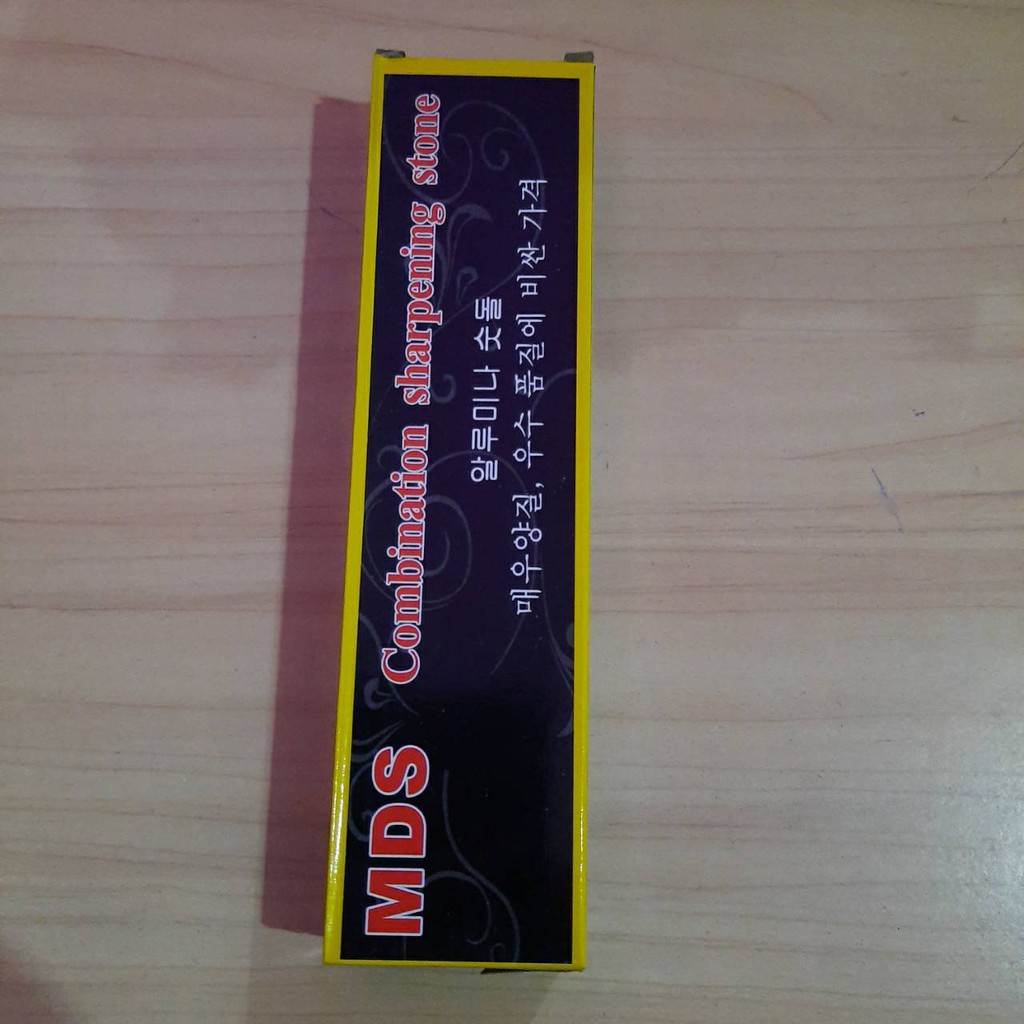 MDS Combination sharpening stone
알루미나 숫돌
매우양질, 우수 품질에 비싼 가격